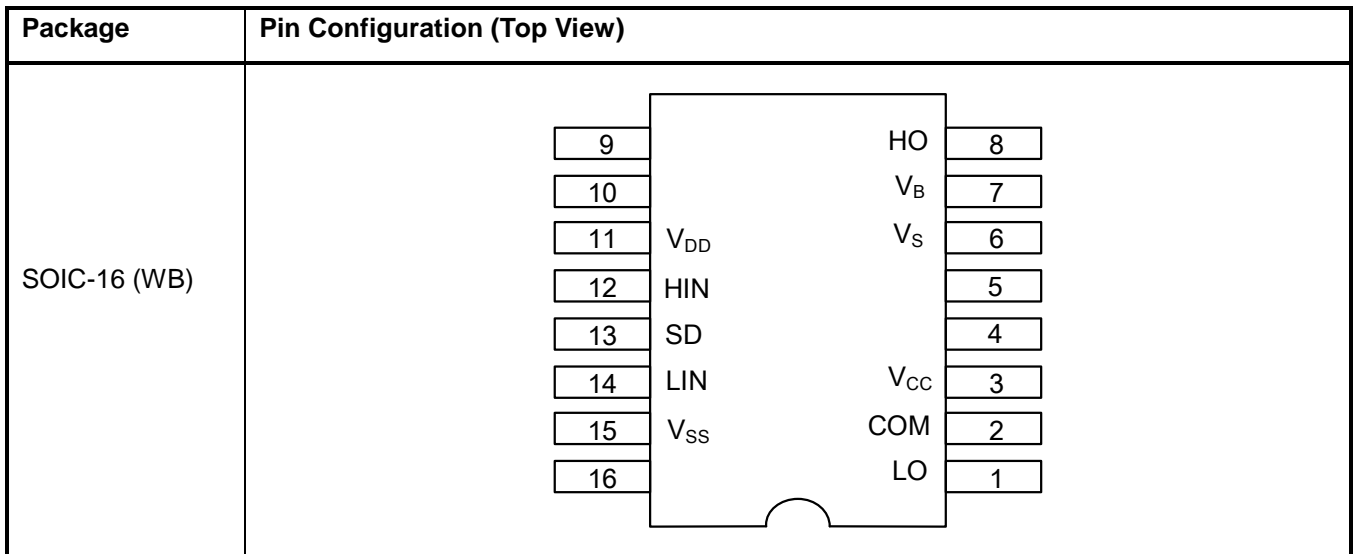 Package Pin Configuration (Top View)
SOIC-16 (WB)
9 HO 8
10 VB 7
11 VDD VS 6
12 HIN 5
13 SD 4
14 LIN VCC 3
15 VSS COM 2
16 LO 1